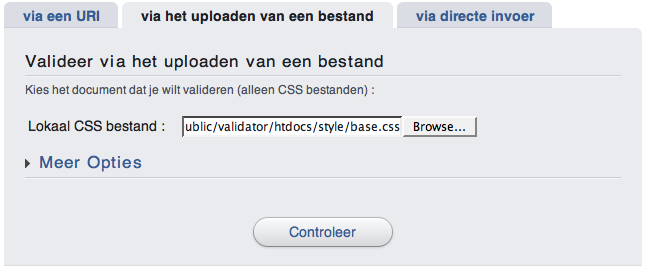 via een URI via het uploaden van een bestand via directe invoer
Valideer via het uploaden van een bestand
Kies het document dat je wilt valideren (alleen CSS bestanden) :
Lokaal CSS bestand : ublic/validator/htdocs/style/base.css Browse...
Meer Opties
Controleer